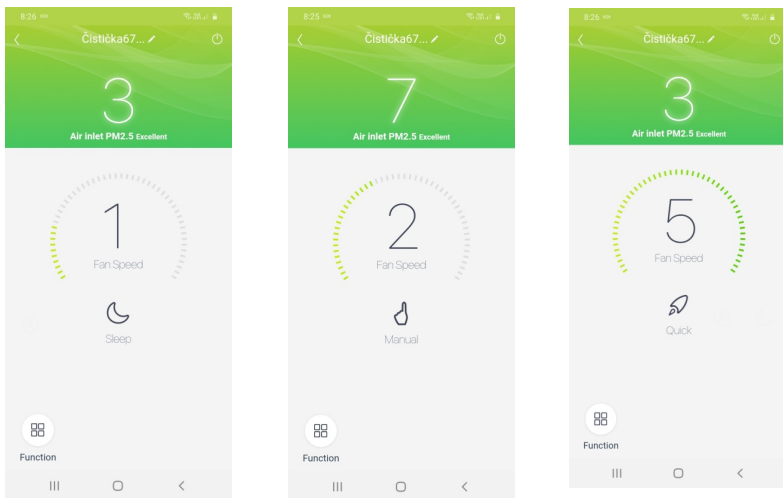 8:26
Čistička67...
3
Air inlet PM2.5 Excellent
1
Fan Speed
Sleep
Function
8:25
Čistička67...
7
Air inlet PM2.5 Excellent
2
Fan Speed
Manual
Function
8:26
Čistička67...
3
Air inlet PM2.5 Excellent
5
Fan Speed
Quick
Function